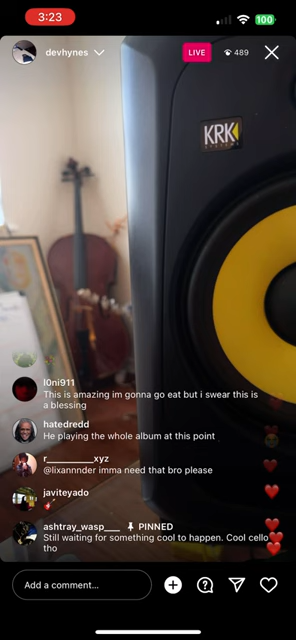 3:23
100
devhynes
LIVE
489
KRK
SYSTEMS
l0ni911
This is amazing im gonna go eat but i swear this is
a blessing
hatedredd
He playing the whole album at this point
r_________xyz
@lixannnder imma need that bro please
javiteyado
ashtray_wasp___ PINNED
Still waiting for something cool to happen. Cool cello
tho
Add a comment...